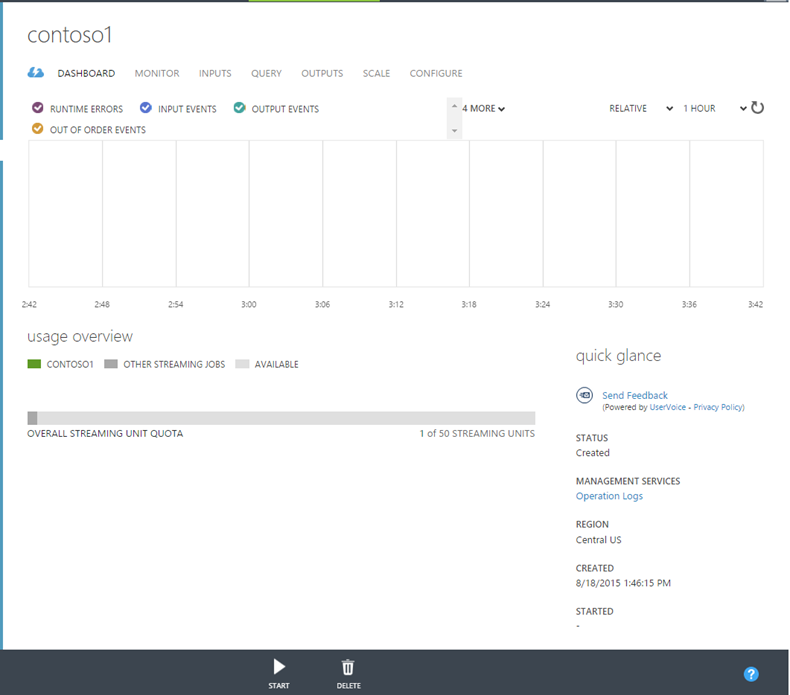 contoso1
DASHBOARD MONITOR INPUTS QUERY OUTPUTS SCALE CONFIGURE
RUNTIME ERRORS INPUT EVENTS OUTPUT EVENTS 4 MORE RELATIVE 1 HOUR
OUT OF ORDER EVENTS
2:42 2:48 2:54 3:00 3:06 3:12 3:18 3:24 3:30 3:36 3:42
usage overview
CONTOSO1 OTHER STREAMING JOBS AVAILABLE
OVERALL STREAMING UNIT QUOTA 1 of 50 STREAMING UNITS
quick glance
Send Feedback
(Powered by UserVoice - Privacy Policy)
STATUS
Created
MANAGEMENT SERVICES
Operation Logs
REGION
Central US
CREATED
8/18/2015 1:46:15 PM
STARTED
-
START DELETE
?